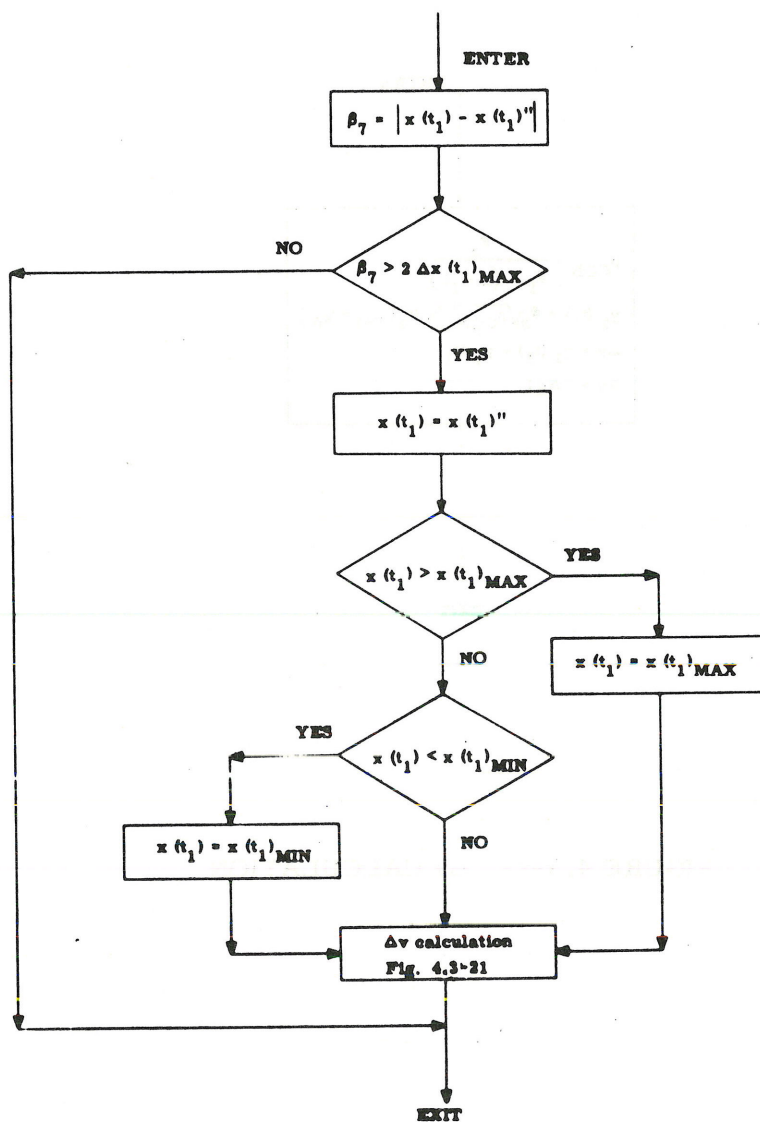 ENTER
β₇ = |x (t₁) - x (t₁)"|
NO
β₇ > 2 Δx (t₁)MAX
YES
x (t₁) = x (t₁)"
YES
x (t₁) > x (t₁)MAX
NO
x (t₁) = x (t₁)MAX
YES
x (t₁) < x (t₁)MIN
x (t₁) = x (t₁)MIN
NO
Δv calculation
Fig. 4.3-21
EXIT